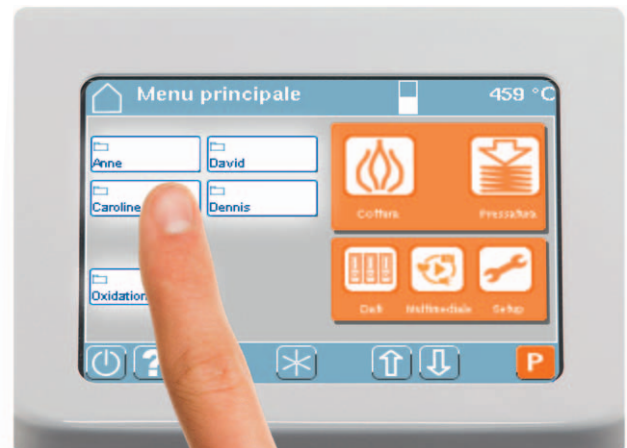 Menu principale 459 °C
Anne David
Caroline Dennis
Oxidation
Cottura Pressatura
Dati Multimediale Setup
?
P